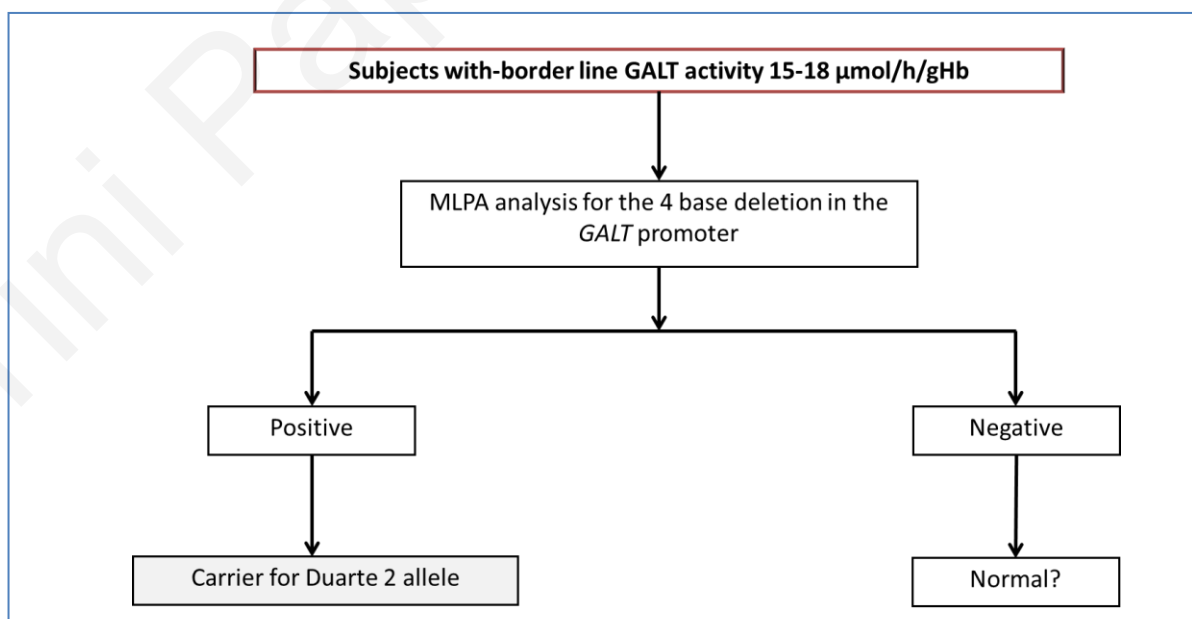 Subjects with-border line GALT activity 15-18 µmol/h/gHb
MLPA analysis for the 4 base deletion in the
GALT promoter
Positive
Negative
Carrier for Duarte 2 allele
Normal?